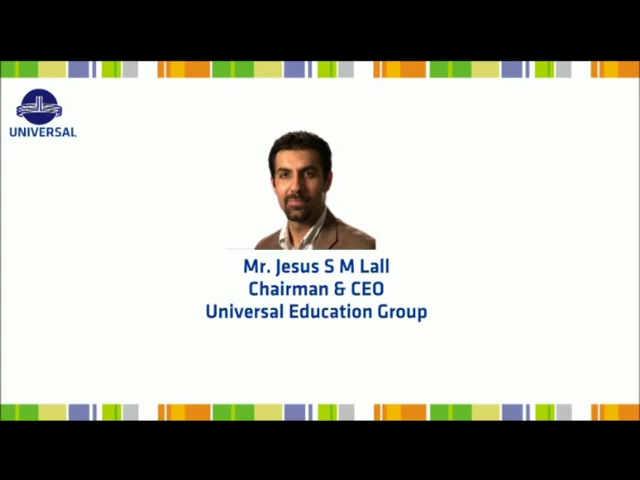 UNIVERSAL
Mr. Jesus S M Lall
Chairman & CEO
Universal Education Group